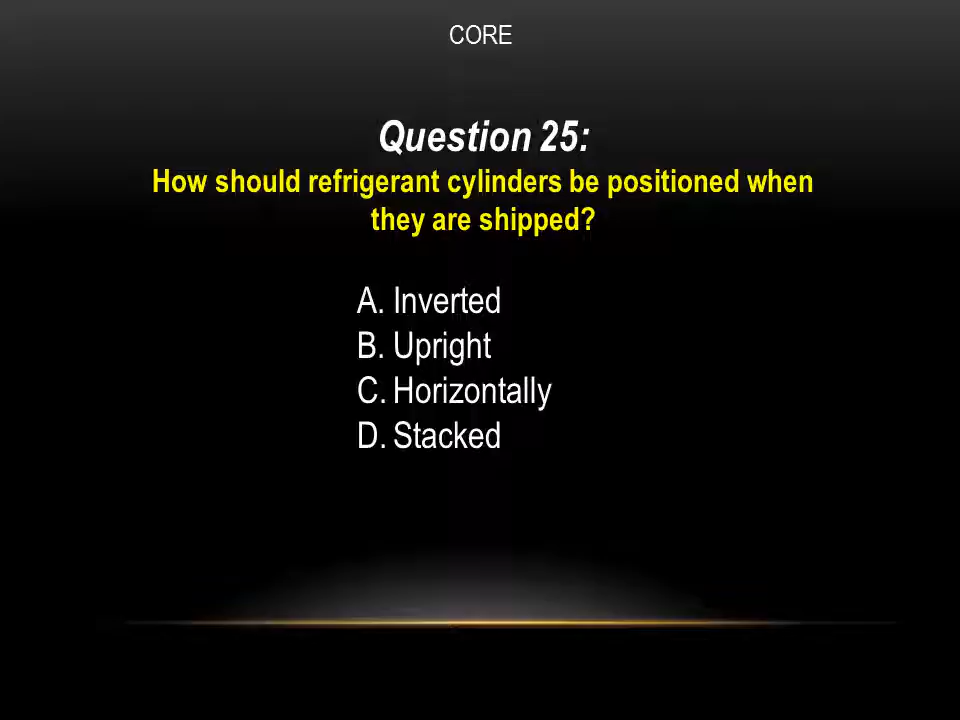 CORE
Question 25:
How should refrigerant cylinders be positioned when
they are shipped?
A. Inverted
B. Upright
C. Horizontally
D. Stacked